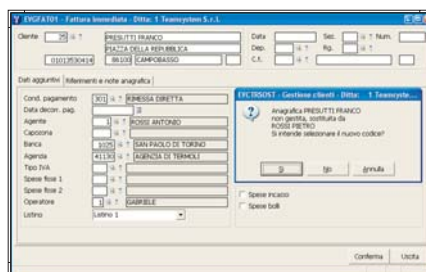 EVGFAT01 - Fattura immediata - Ditta: 1 Teamsystem S.r.l.
Cliente 25 ? PRESUTTI FRANCO
PIAZZA DELLA REPUBBLICA
01013530414 86100 CAMPOBASSO
Data Sez. ? Num.
Dep. ? Rg. ?
C.t. ?
Dati aggiuntivi Riferimenti e note anagrafica
Cond. pagamento 301 ? RIMESSA DIRETTA
Data decorr. pag.
Agente 1 ? ROSSI ANTONIO
Capozona ?
Banca 1025 ? SAN PAOLO DI TORINO
Agenzia 41130 ? AGENZIA DI TERMOLI
Tipo IVA ?
Spese fisse 1 ?
Spese fisse 2 ?
Operatore 1 ? GABRIELE
Listino Listino 1
EYCTRSOST - Gestione clienti - Ditta: 1 Teamsystem...
Anagrafica PRESUTTI FRANCO
non gestita, sostituita da
ROSSI PIETRO
Si intende selezionare il nuovo codice?
Sì No Annulla
Spese incasso
Spese bolli
Conferma Uscita